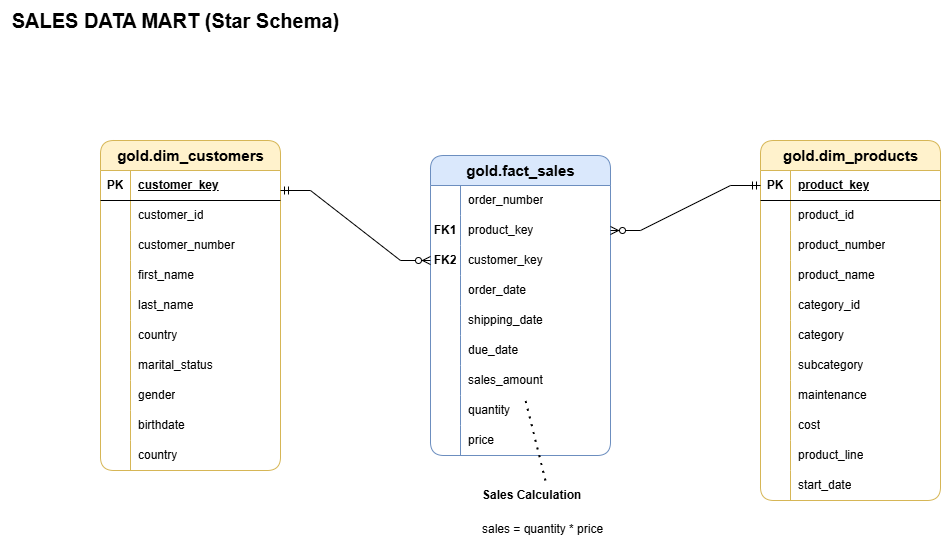 SALES DATA MART (Star Schema)
gold.dim_customers
PK customer_key
customer_id
customer_number
first_name
last_name
country
marital_status
gender
birthdate
country
gold.fact_sales
order_number
FK1 product_key
FK2 customer_key
order_date
shipping_date
due_date
sales_amount
quantity
price
Sales Calculation
sales = quantity * price
gold.dim_products
PK product_key
product_id
product_number
product_name
category_id
category
subcategory
maintenance
cost
product_line
start_date